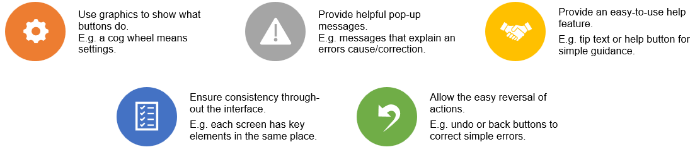 Use graphics to show what
buttons do.
E.g. a cog wheel means
settings.
Provide helpful pop-up
messages.
E.g. messages that explain an
errors cause/correction.
Provide an easy-to-use help
feature.
E.g. tip text or help button for
simple guidance.
Ensure consistency through-
out the interface.
E.g. each screen has key
elements in the same place.
Allow the easy reversal of
actions.
E.g. undo or back buttons to
correct simple errors.